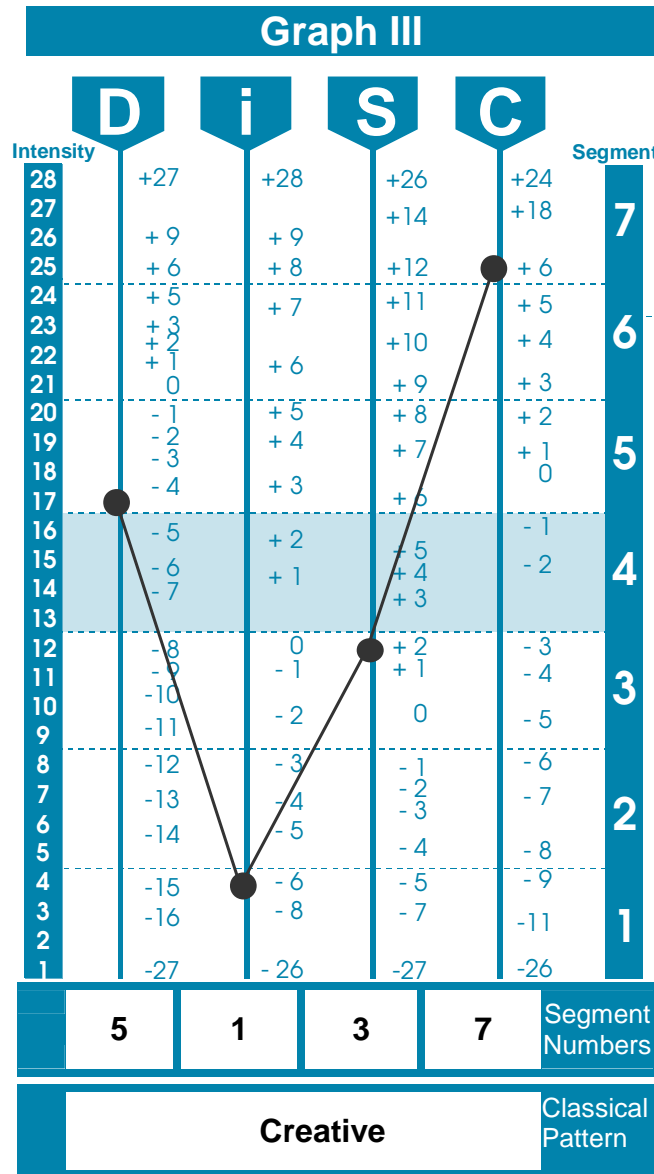 Graph III
D i S C
Intensity Segment
28 +27 +28 +26 +24
27 +14 +18 7
26 + 9 + 9
25 + 6 + 8 +12 + 6
24 + 5 + 7 +11 + 5
23 + 3 6
+ 2 +10 + 4
22 + 1 + 6
21 0 + 9 + 3
20 - 1 + 5 + 8 + 2
19 - 2 + 4 + 7 + 1 5
18 - 3 0
- 4 + 3
17 + 6
16 - 5 + 2 - 1
15 - 6 + 5 - 2 4
14 - 7 + 1 + 4
13 + 3
12 - 8 0 + 2 - 3
11 - 9 - 1 + 1 - 4 3
10 -10
9 -11 - 2 0 - 5
8 -12 - 3 - 1 - 6
7 -13 - 4 - 2 - 7 2
6 -14 - 5 - 3
5 - 4 - 8
4 -15 - 6 - 5 - 9
3 -16 - 8 - 7 -11 1
2
1 -27 - 26 -27 -26
5 1 3 7 Segment
Numbers
Creative Classical
Pattern